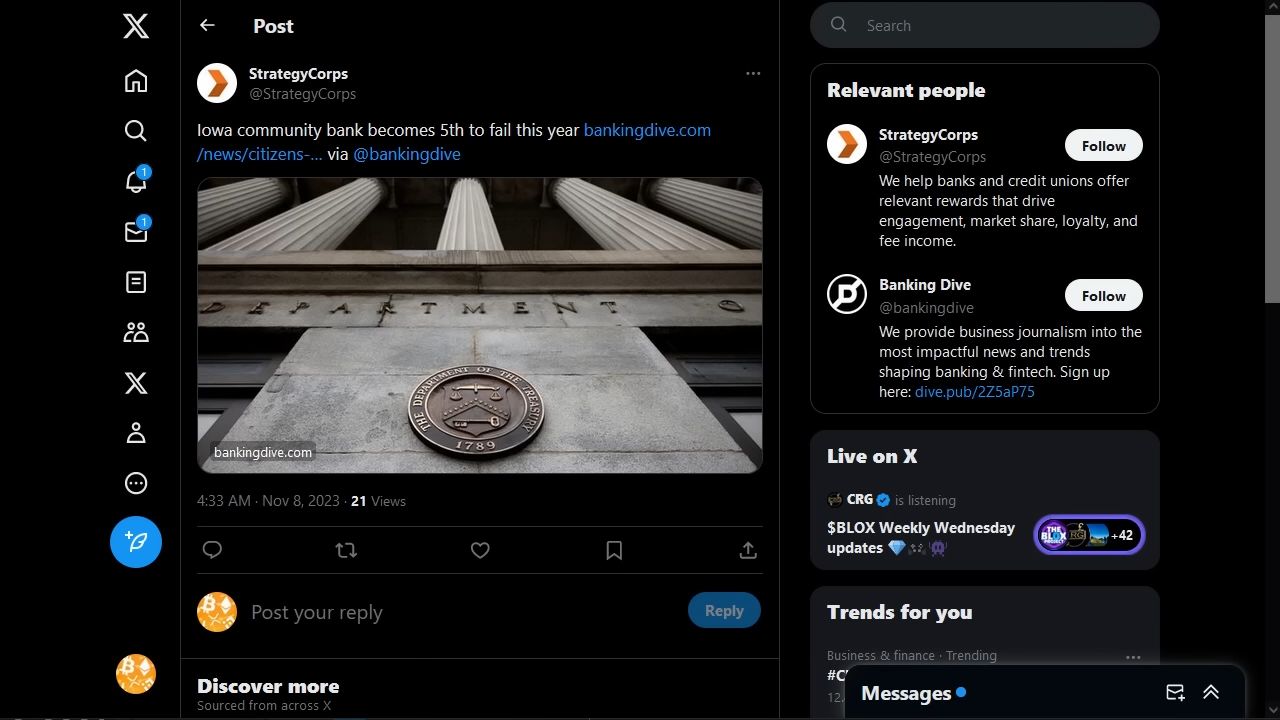 Post
StrategyCorps
@StrategyCorps
Iowa community bank becomes 5th to fail this year bankingdive.com
/news/citizens-... via @bankingdive
DEPARTMENT O
THE DEPARTMENT OF THE TREASURY
1789
bankingdive.com
4:33 AM · Nov 8, 2023 · 21 Views
Post your reply
Reply
Discover more
Sourced from across X
1
1
Search
Relevant people
StrategyCorps
@StrategyCorps
Follow
We help banks and credit unions offer
relevant rewards that drive
engagement, market share, loyalty, and
fee income.
Banking Dive
@bankingdive
Follow
We provide business journalism into the
most impactful news and trends
shaping banking & fintech. Sign up
here: dive.pub/2Z5aP75
Live on X
CRG is listening
$BLOX Weekly Wednesday
updates 💎🎮👾
THE BLOX PROJECT
+42
Trends for you
Business & finance · Trending
Messages